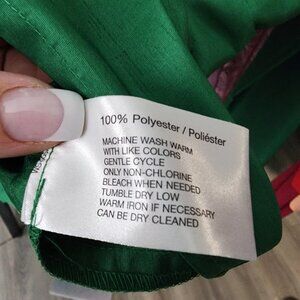 100% Polyester / Poliéster
MACHINE WASH WARM
WITH LIKE COLORS
GENTLE CYCLE
ONLY NON-CHLORINE
BLEACH WHEN NEEDED
TUMBLE DRY LOW
WARM IRON IF NECESSARY
CAN BE DRY CLEANED